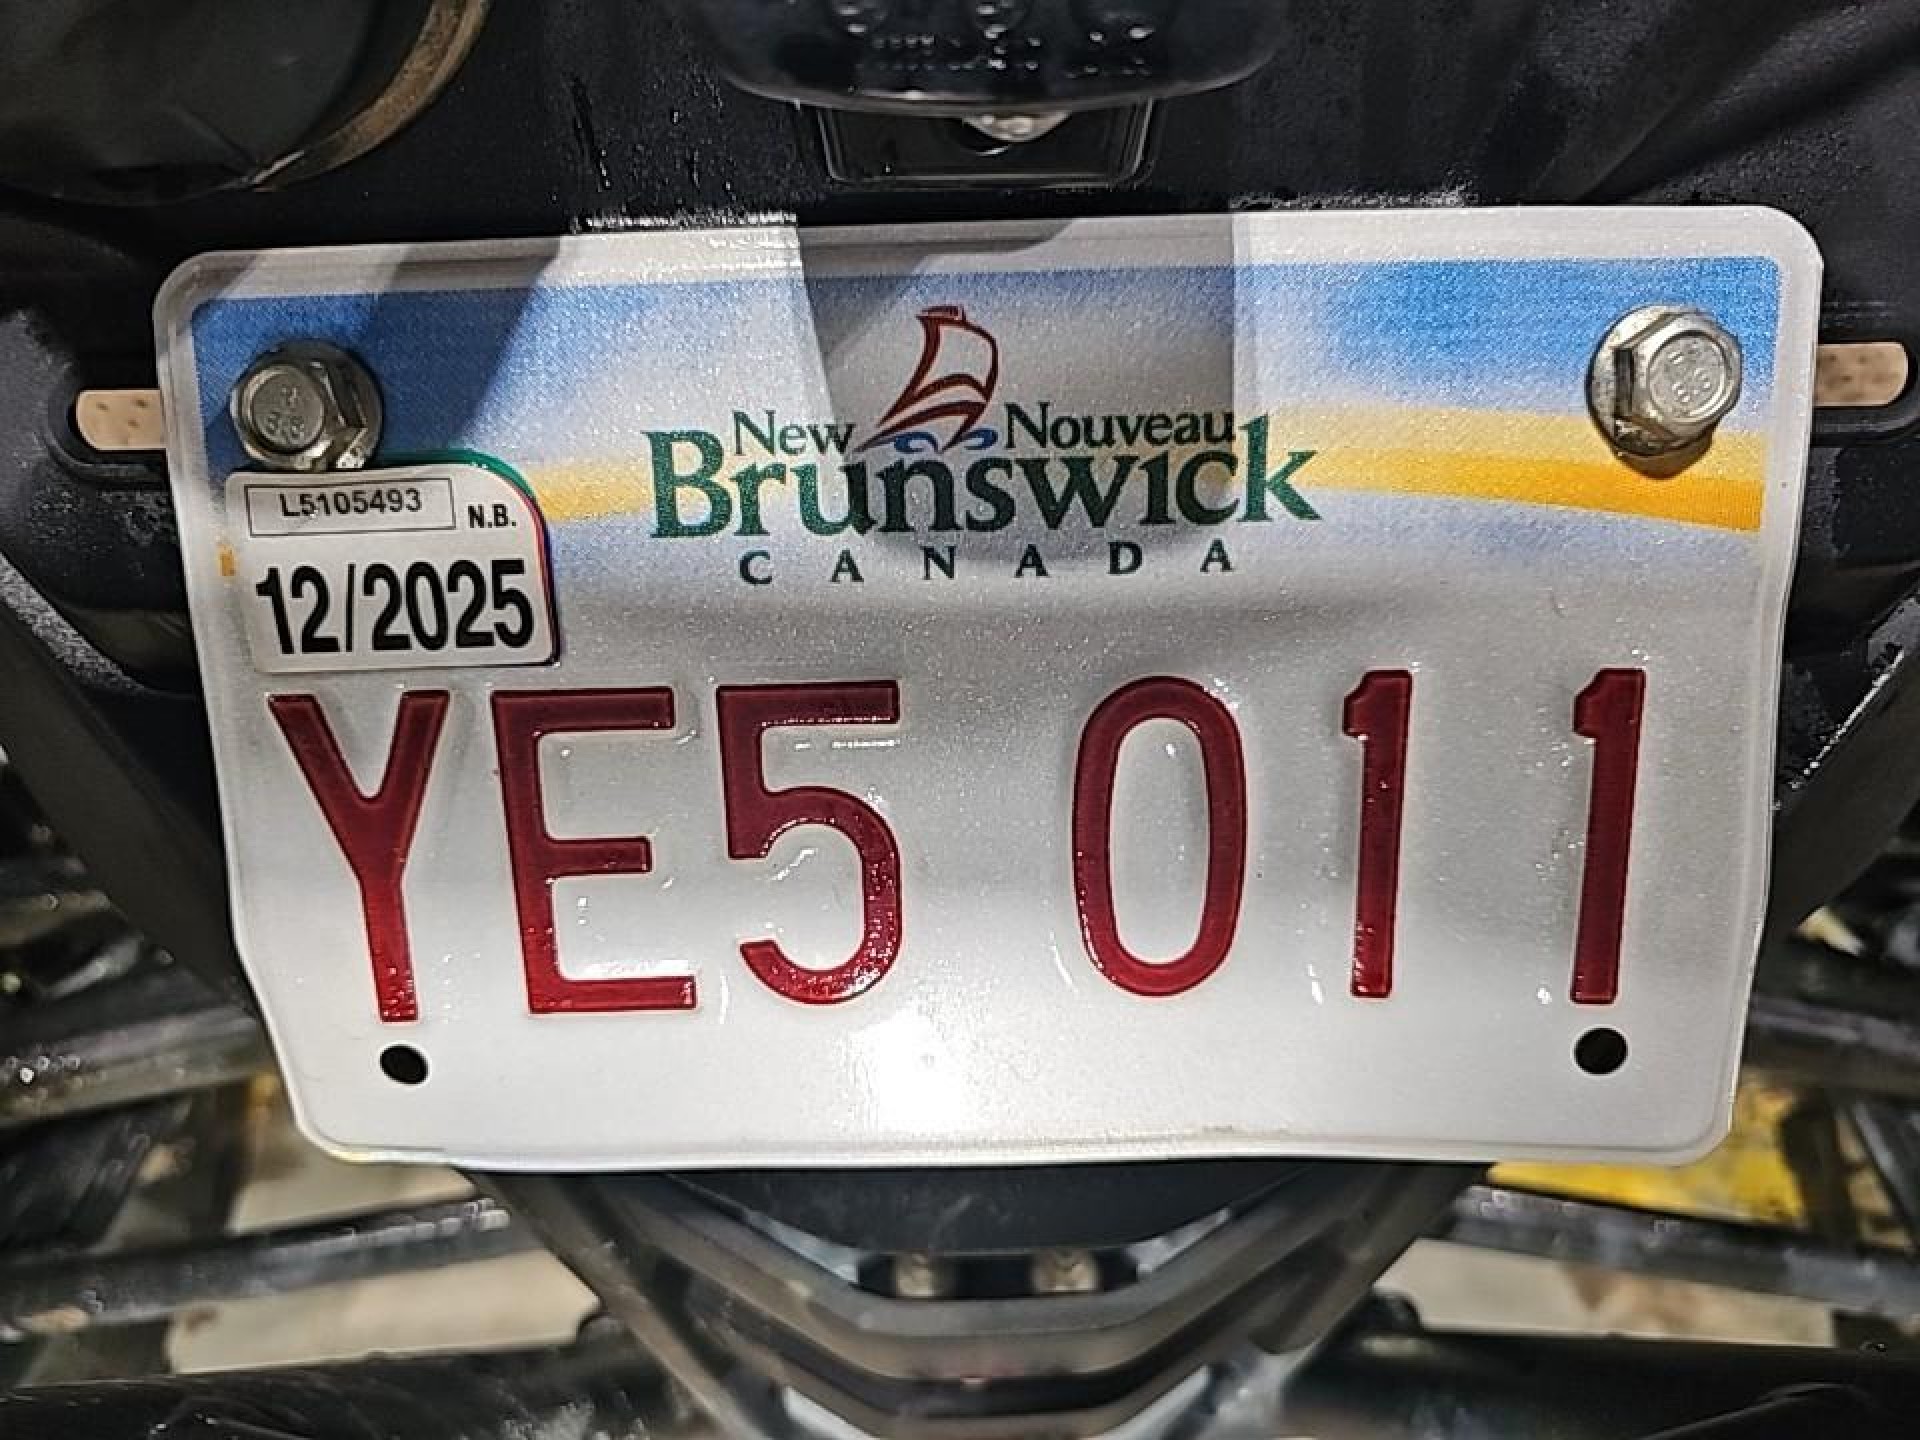 New Nouveau
Brunswick
CANADA
L5105493 N.B.
12/2025
YE5 011